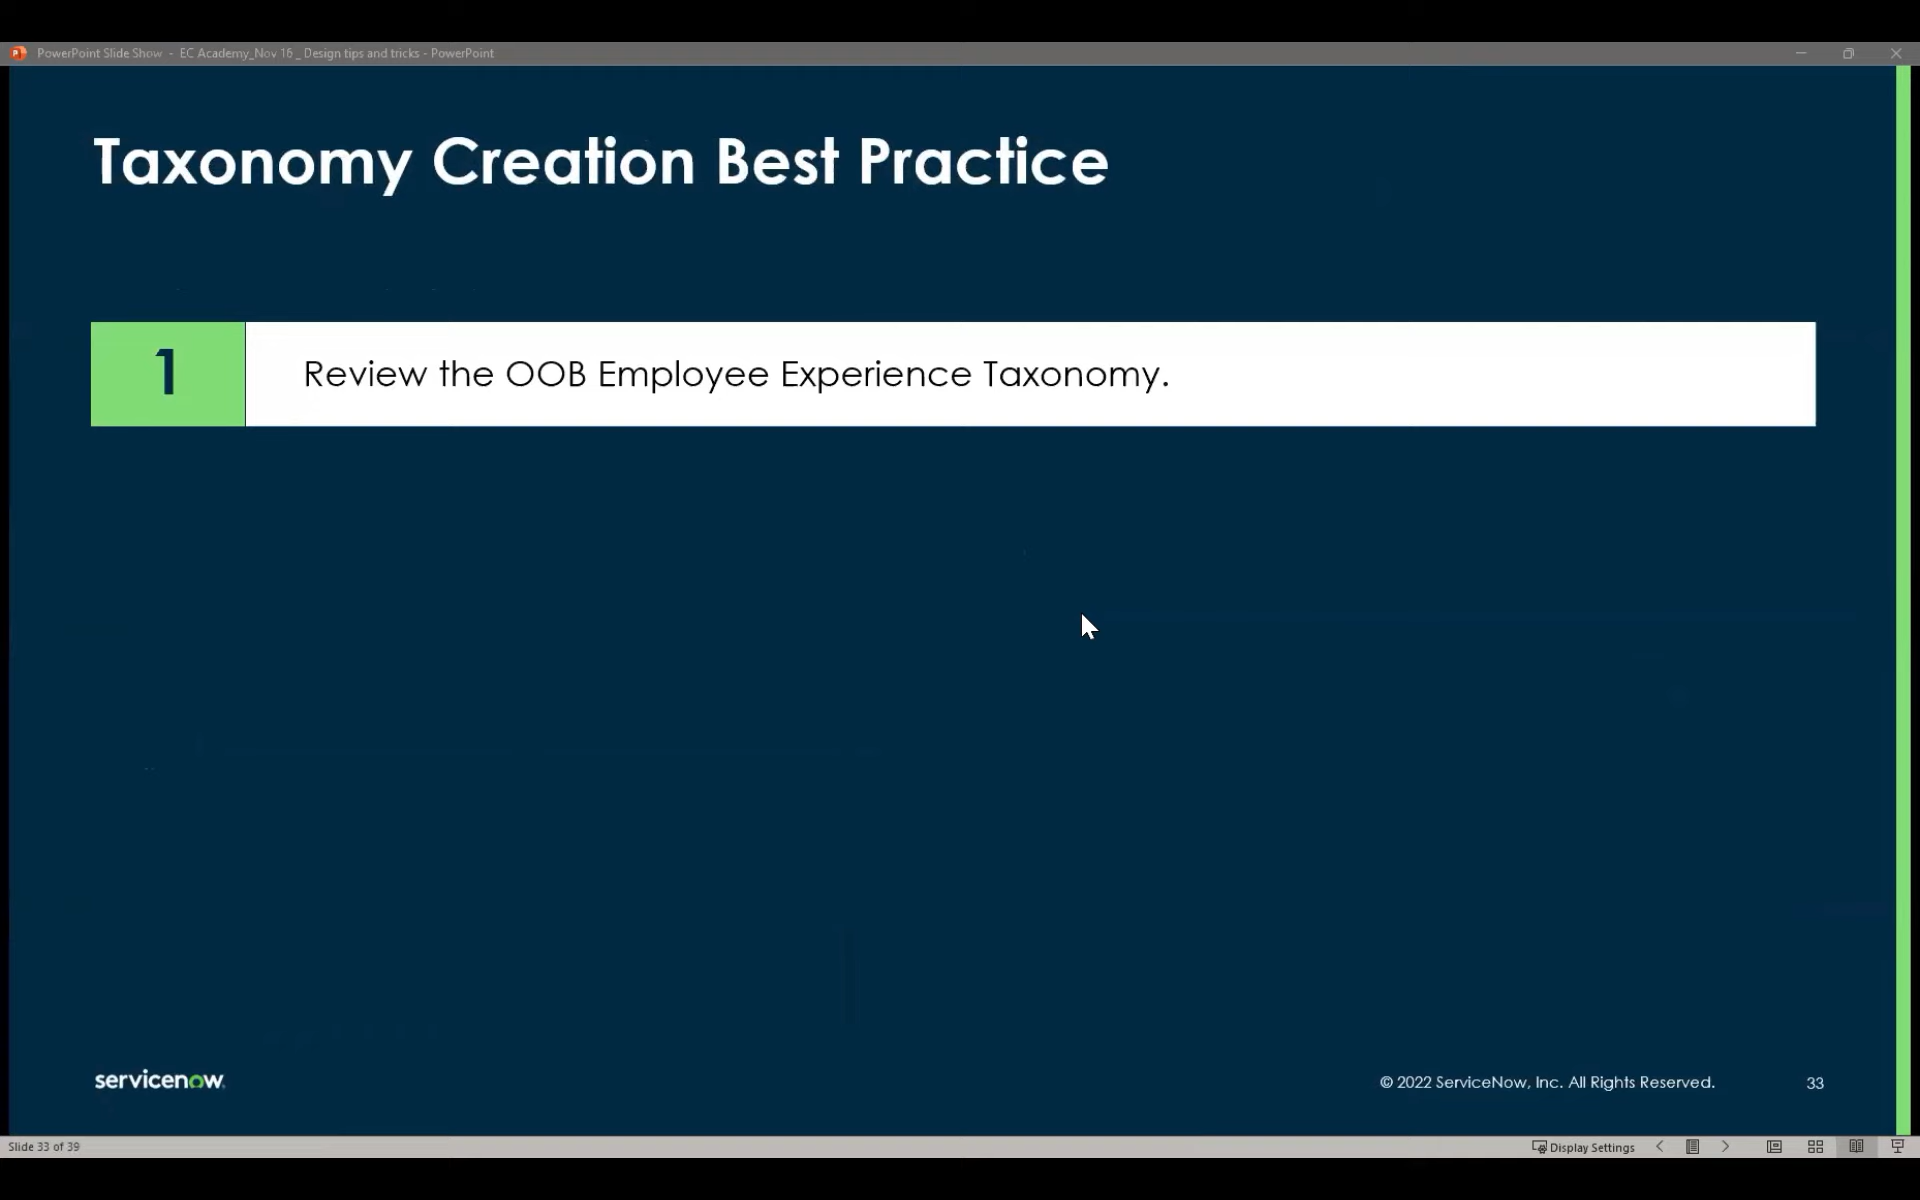 PowerPoint Slide Show - EC Academy_Nov 16 _ Design tips and tricks - PowerPoint
Taxonomy Creation Best Practice
1 Review the OOB Employee Experience Taxonomy.
servicenow.
© 2022 ServiceNow, Inc. All Rights Reserved. 33
Slide 33 of 39 Display Settings